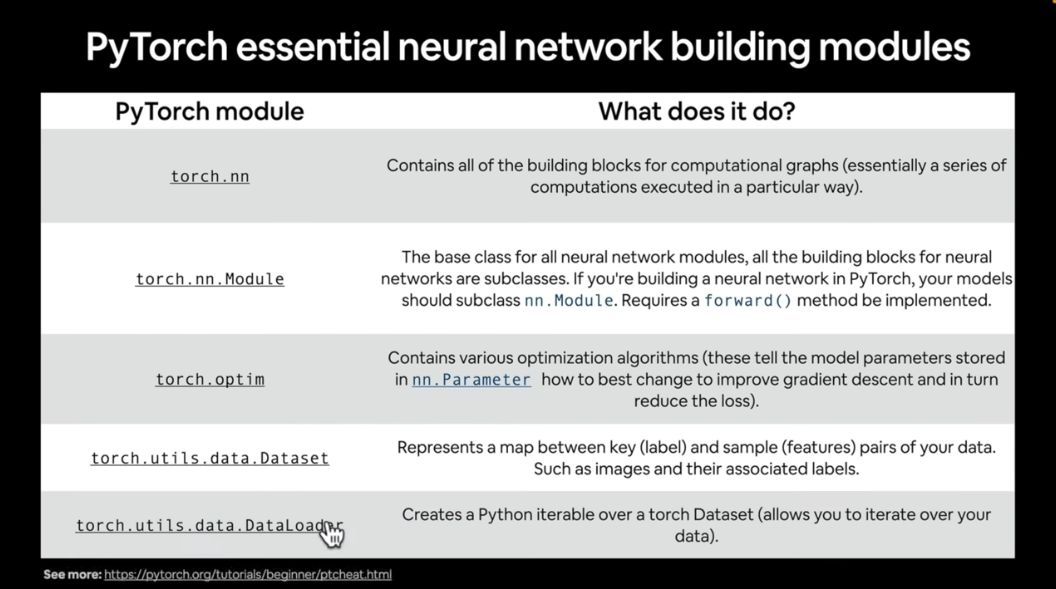 PyTorch essential neural network building modules
PyTorch module
What does it do?
torch.nn
Contains all of the building blocks for computational graphs (essentially a series of
computations executed in a particular way).
torch.nn.Module
The base class for all neural network modules, all the building blocks for neural
networks are subclasses. If you're building a neural network in PyTorch, your models
should subclass nn.Module. Requires a forward() method be implemented.
torch.optim
Contains various optimization algorithms (these tell the model parameters stored
in nn.Parameter how to best change to improve gradient descent and in turn
reduce the loss).
torch.utils.data.Dataset
Represents a map between key (label) and sample (features) pairs of your data.
Such as images and their associated labels.
torch.utils.data.DataLoader
Creates a Python iterable over a torch Dataset (allows you to iterate over your
data).
See more: https://pytorch.org/tutorials/beginner/ptcheat.html